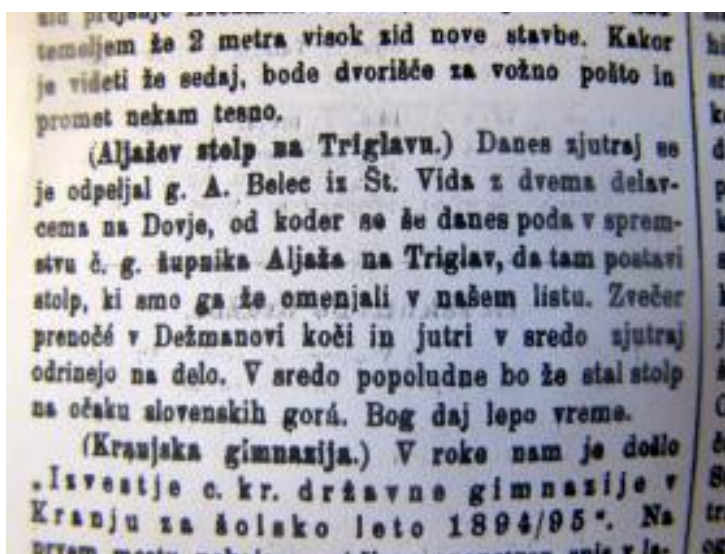 temeljem že 2 metra visok zid nove stavbe. Kakor
je videti že sedaj, bode dvorišče za vožno pošto in
promet nekam tesno.
(Aljažev stolp na Triglavu.) Danes zjutraj se
je odpeljal g. A. Belec iz Št. Vida z dvema delav-
cema na Dovje, od koder se še danes poda v sprem-
stvu č. g. župnika Aljaža na Triglav, da tam postavi
stolp, ki smo ga že omenjali v našem listu. Zvečer
prenočé v Dežmanovi koči in jutri v sredo zjutraj
odrinejo na delo. V sredo popoludne bo že stal stolp
na očaku slovenskih gorá. Bog daj lepo vreme.
(Kranjska gimnazija.) V roke nam je došlo
„Izvestje c. kr. državne gimnazije v
Kranju za šolsko leto 1894/95“. Na
prvem mestu